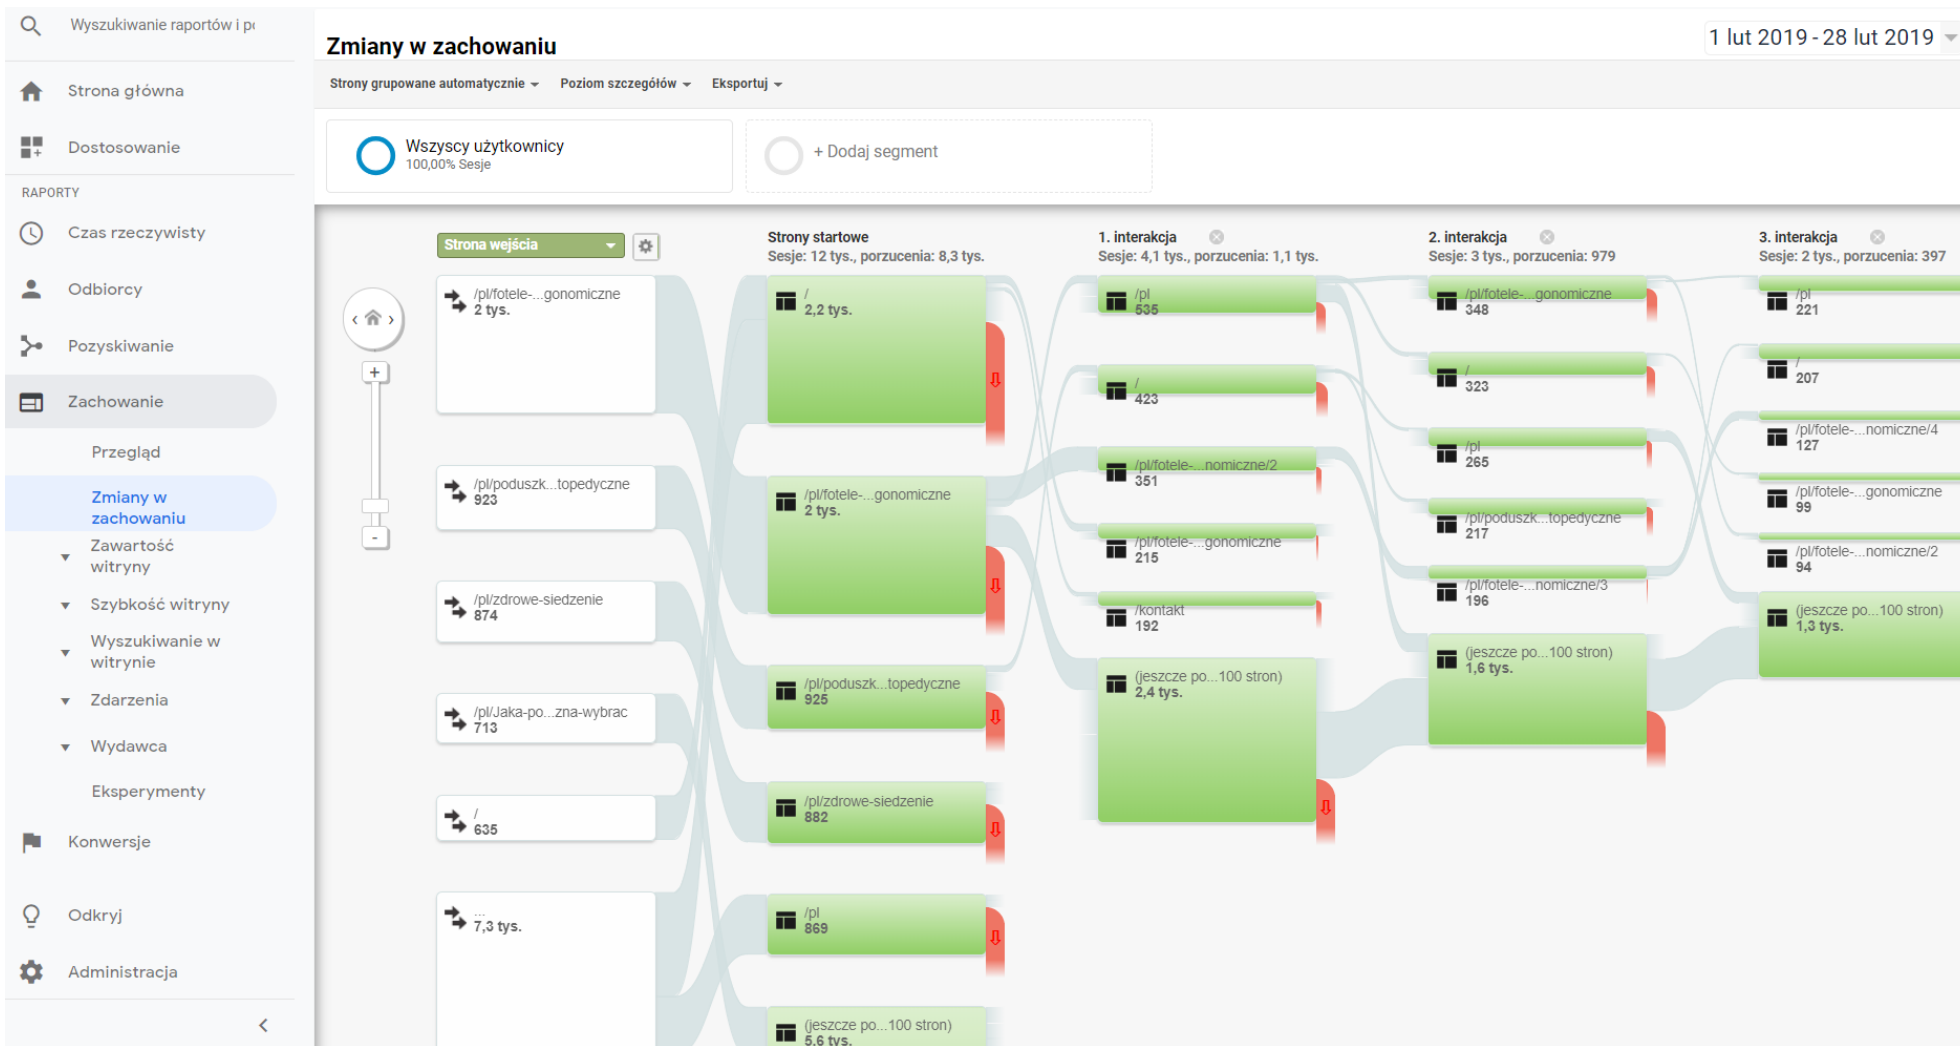 Wyszukiwanie raportów i po
Strona główna
Dostosowanie
RAPORTY
Czas rzeczywisty
Odbiorcy
Pozyskiwanie
Zachowanie
Przegląd
Zmiany w
zachowaniu
Zawartość
witryny
Szybkość witryny
Wyszukiwanie w
witrynie
Zdarzenia
Wydawca
Eksperymenty
Konwersje
Odkryj
Administracja
Zmiany w zachowaniu
1 lut 2019 - 28 lut 2019
Strony grupowane automatycznie
Poziom szczegółów
Eksportuj
Wszyscy użytkownicy
100,00% Sesje
+ Dodaj segment
Strona wejścia
/pl/fotele-...gonomiczne
2 tys.
/pl/poduszk...topedyczne
923
/pl/zdrowe-siedzenie
874
/pl/Jaka-po...zna-wybrac
713
/
635
...
7,3 tys.
Strony startowe
Sesje: 12 tys., porzucenia: 8,3 tys.
/
2,2 tys.
/pl/fotele-...gonomiczne
2 tys.
/pl/poduszk...topedyczne
925
/pl/zdrowe-siedzenie
882
/pl
869
(jeszcze po...100 stron)
5,6 tys.
1. interakcja
Sesje: 4,1 tys., porzucenia: 1,1 tys.
/pl
535
/
423
/pl/fotele-...nomiczne/2
351
/pl/fotele-...gonomiczne
215
/kontakt
192
(jeszcze po...100 stron)
2,4 tys.
2. interakcja
Sesje: 3 tys., porzucenia: 979
/pl/fotele-...gonomiczne
348
/
323
/pl
265
/pl/poduszk...topedyczne
217
/pl/fotele-...nomiczne/3
196
(jeszcze po...100 stron)
1,6 tys.
3. interakcja
Sesje: 2 tys., porzucenia: 397
/pl
221
/
207
/pl/fotele-...nomiczne/4
127
/pl/fotele-...gonomiczne
99
/pl/fotele-...nomiczne/2
94
(jeszcze po...100 stron)
1,3 tys.